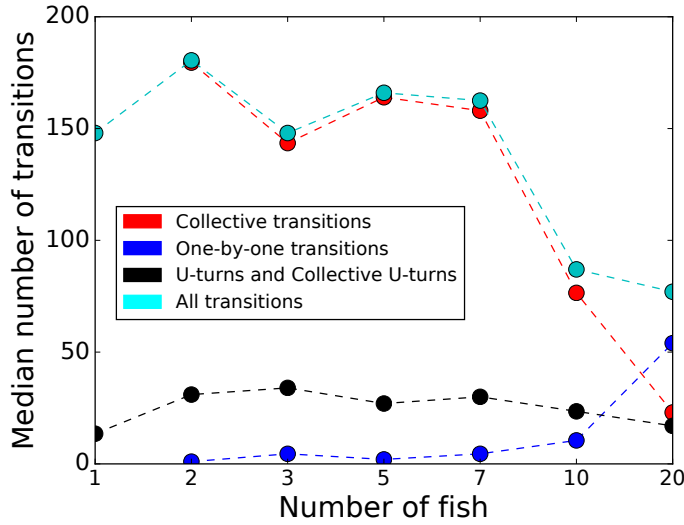 Median number of transitions
200
150
100
50
0
Collective transitions
One-by-one transitions
U-turns and Collective U-turns
All transitions
1 2 3 5 7 10 20
Number of fish